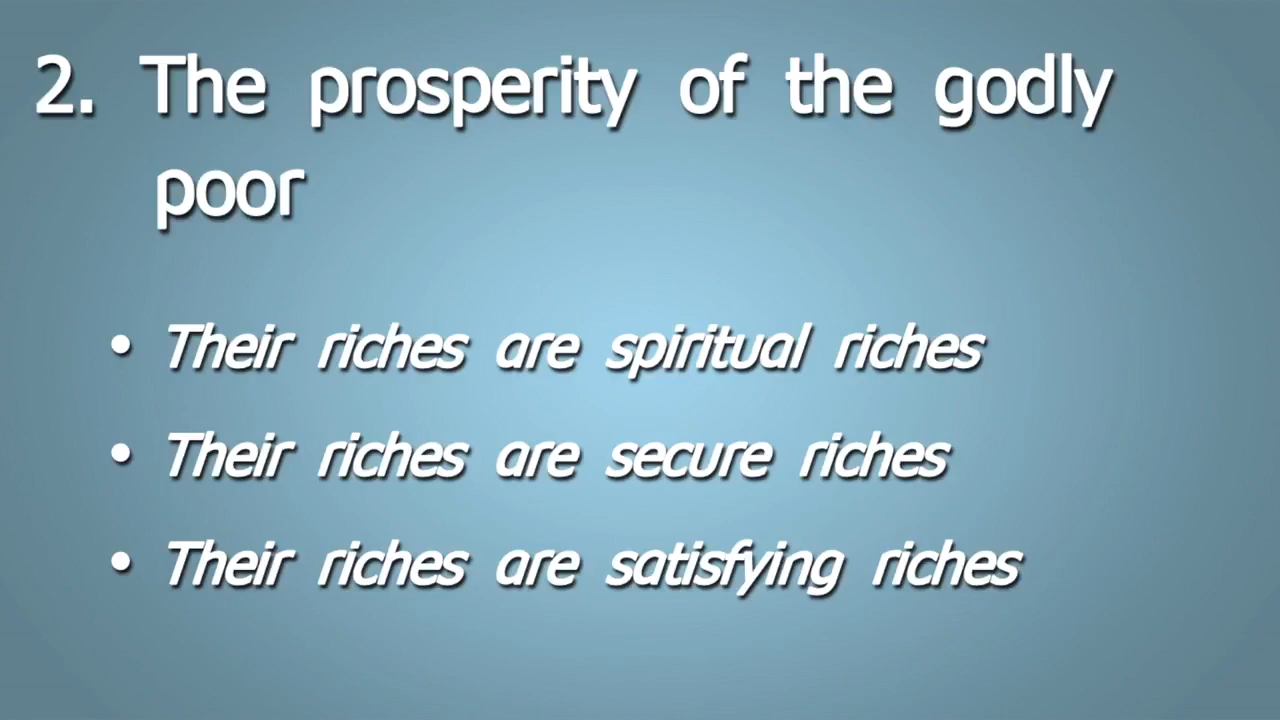 2. The prosperity of the godly
poor
• Their riches are spiritual riches
• Their riches are secure riches
• Their riches are satisfying riches